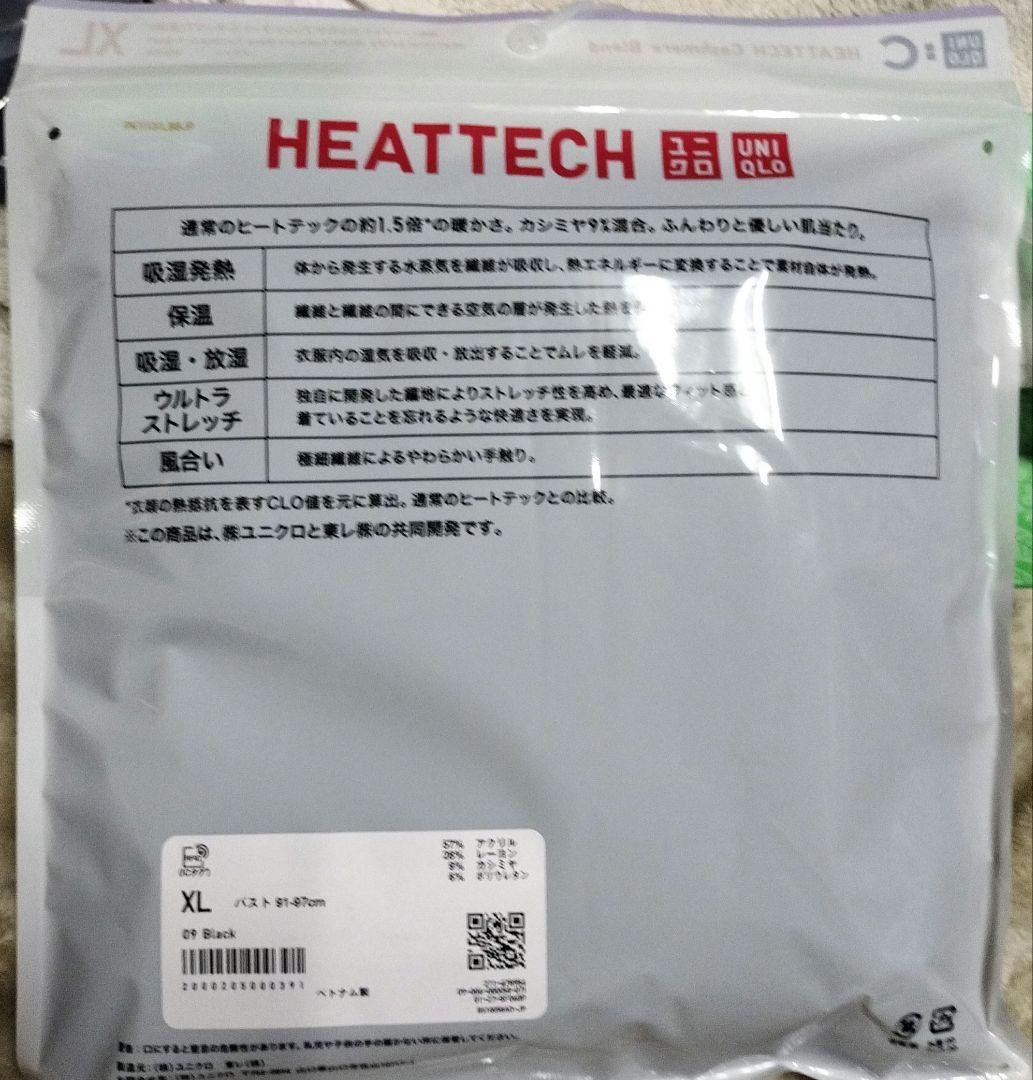 XL
HEATTECH Cashmere Blend
C:
UNI
QLO
HEATTECH ユニクロ UNIQLO
通常のヒートテックの約1.5倍*の暖かさ。カシミヤ9%混合。ふんわりと優しい肌当たり。
吸湿発熱 体から発生する水蒸気を繊維が吸収し、熱エネルギーに変換することで素材自体が発熱。
保温 繊維と繊維の間にできる空気の層が発生した熱を
吸湿・放湿 衣服内の湿気を吸収・放出することでムレを軽減。
ウルトラ
ストレッチ
独自に開発した編地によりストレッチ性を高め、最適なフィット感
着ていることを忘れるような快適さを実現。
風合い 極細繊維によるやわらかい手触り。
*衣服の熱抵抗を表すCLO値を元に算出。通常のヒートテックとの比較。
※この商品は、㈱ユニクロと東レ㈱の共同開発です。
57% アクリル
28% レーヨン
9% カシミヤ
6% ポリウレタン
(ICタグ)
XL バスト 91-97cm
09 Black
2000205000391
ベトナム製